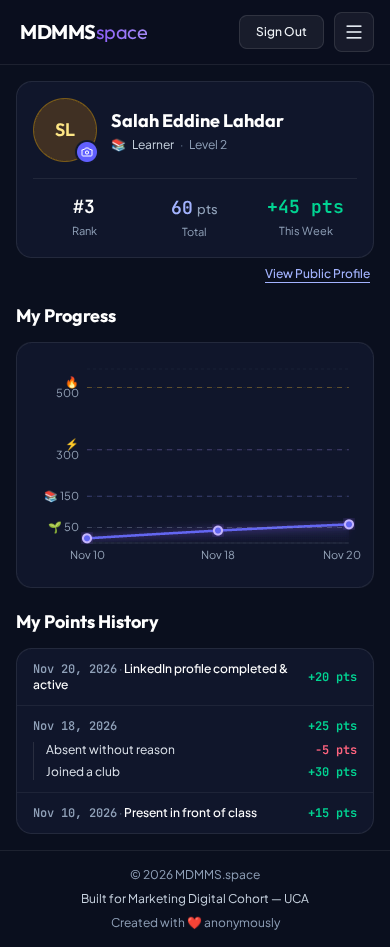 MDMMSspace
Sign Out
SL
Salah Eddine Lahdar
📚 Learner · Level 2
#3
Rank
60 pts
Total
+45 pts
This Week
View Public Profile
My Progress
🔥 500
⚡ 300
📚 150
🌱 50
Nov 10
Nov 18
Nov 20
My Points History
Nov 20, 2026 · LinkedIn profile completed &
active
+20 pts
Nov 18, 2026
+25 pts
Absent without reason
-5 pts
Joined a club
+30 pts
Nov 10, 2026 · Present in front of class
+15 pts
© 2026 MDMMS.space
Built for Marketing Digital Cohort — UCA
Created with ❤️ anonymously